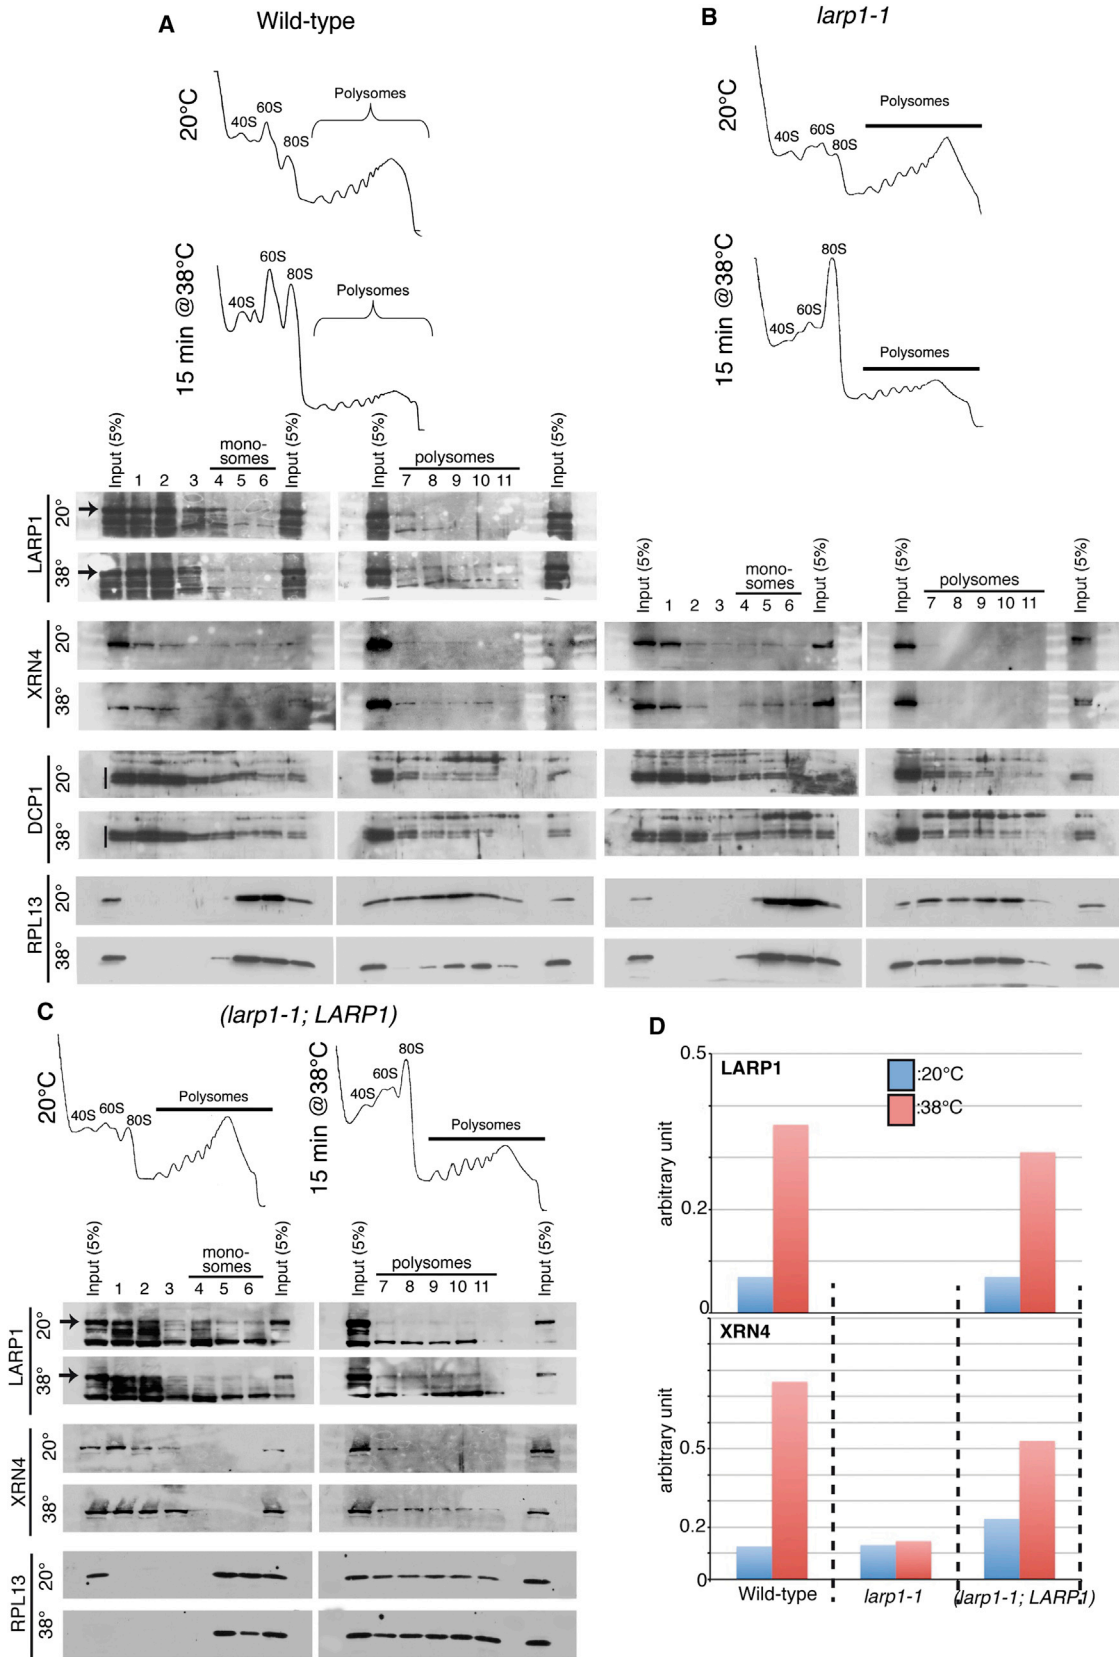 A Wild-type
20°C
40S 60S 80S Polysomes
15 min @38°C
40S 60S 80S Polysomes
Input (5%) 1 2 3 4 5 6 Input (5%) Input (5%) 7 8 9 10 11 Input (5%)
mono-
somes
polysomes
LARP1 20° 38°
XRN4 20° 38°
DCP1 20° 38°
RPL13 20° 38°
B larp1-1
20°C
40S 60S 80S Polysomes
15 min @38°C
40S 60S 80S Polysomes
Input (5%) 1 2 3 4 5 6 Input (5%) Input (5%) 7 8 9 10 11 Input (5%)
mono-
somes
polysomes
C (larp1-1; LARP1)
20°C
40S 60S 80S Polysomes
15 min @38°C
40S 60S 80S Polysomes
Input (5%) 1 2 3 4 5 6 Input (5%) 7 8 9 10 11 Input (5%)
mono-
somes
polysomes
LARP1 20° 38°
XRN4 20° 38°
RPL13 20° 38°
D
LARP1
:20°C
:38°C
arbitrary unit
0.5
0.2
0
XRN4
arbitrary unit
0.5
0.2
0
Wild-type larp1-1 (larp1-1; LARP1)